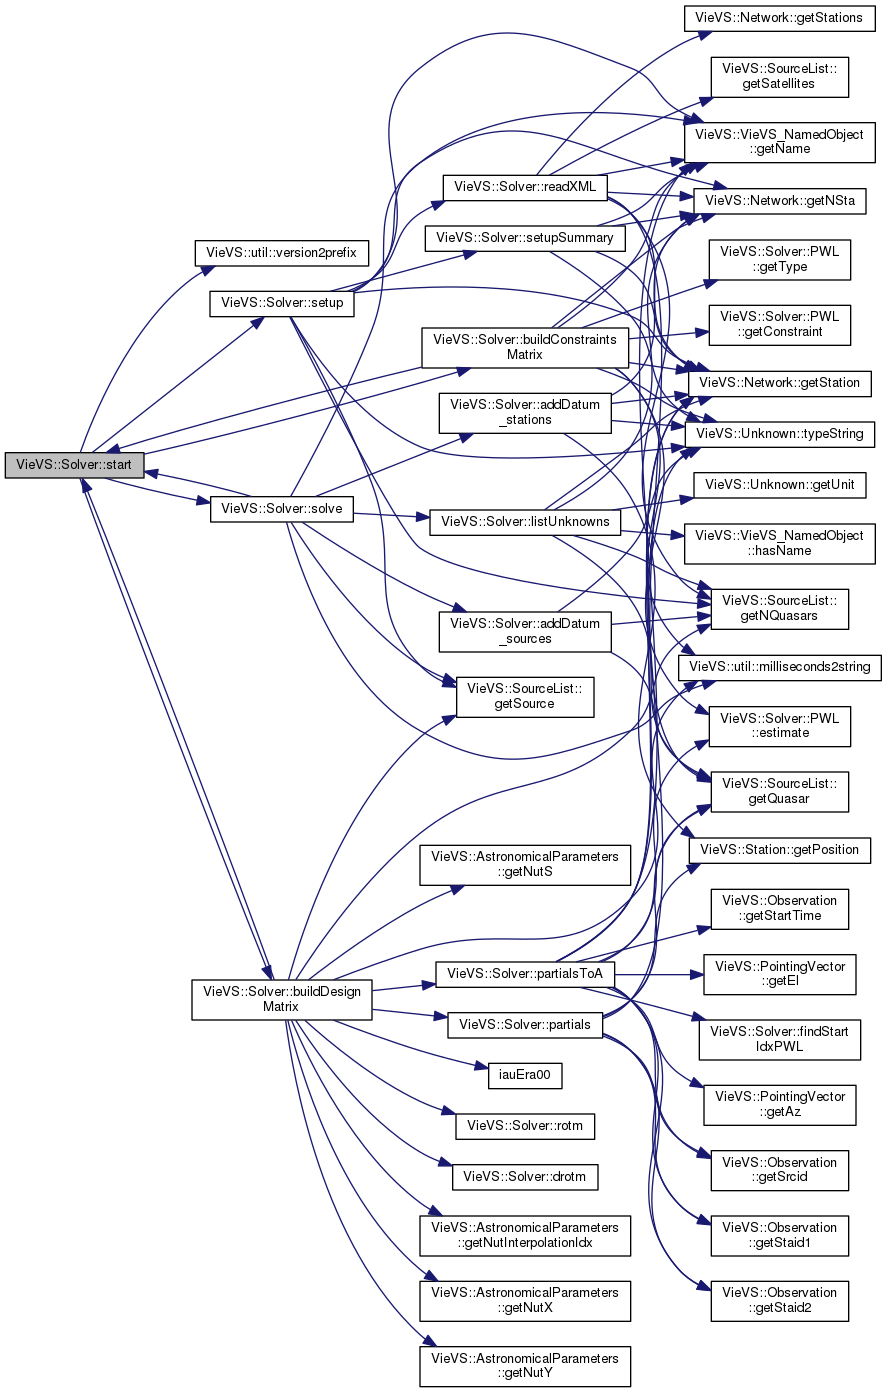 VieVS::Solver::start
VieVS::util::version2prefix
VieVS::Solver::setup
VieVS::Solver::solve
VieVS::Solver::buildDesign
Matrix
VieVS::Solver::readXML
VieVS::Solver::setupSummary
VieVS::Solver::buildConstraints
Matrix
VieVS::Solver::addDatum
_stations
VieVS::Solver::listUnknowns
VieVS::Solver::addDatum
_sources
VieVS::SourceList::
getSource
VieVS::AstronomicalParameters
::getNutS
VieVS::Solver::partialsToA
VieVS::Solver::partials
iauEra00
VieVS::Solver::rotm
VieVS::Solver::drotm
VieVS::AstronomicalParameters
::getNutInterpolationIdx
VieVS::AstronomicalParameters
::getNutX
VieVS::AstronomicalParameters
::getNutY
VieVS::Network::getStations
VieVS::SourceList::
getSatellites
VieVS::VieVS_NamedObject
::getName
VieVS::Network::getNSta
VieVS::Solver::PWL
::getType
VieVS::Solver::PWL
::getConstraint
VieVS::Network::getStation
VieVS::Unknown::typeString
VieVS::Unknown::getUnit
VieVS::VieVS_NamedObject
::hasName
VieVS::SourceList::
getNQuasars
VieVS::util::milliseconds2string
VieVS::Solver::PWL
::estimate
VieVS::SourceList::
getQuasar
VieVS::Station::getPosition
VieVS::Observation
::getStartTime
VieVS::PointingVector
::getEl
VieVS::Solver::findStart
IdxPWL
VieVS::PointingVector
::getAz
VieVS::Observation
::getSrcid
VieVS::Observation
::getStaid1
VieVS::Observation
::getStaid2